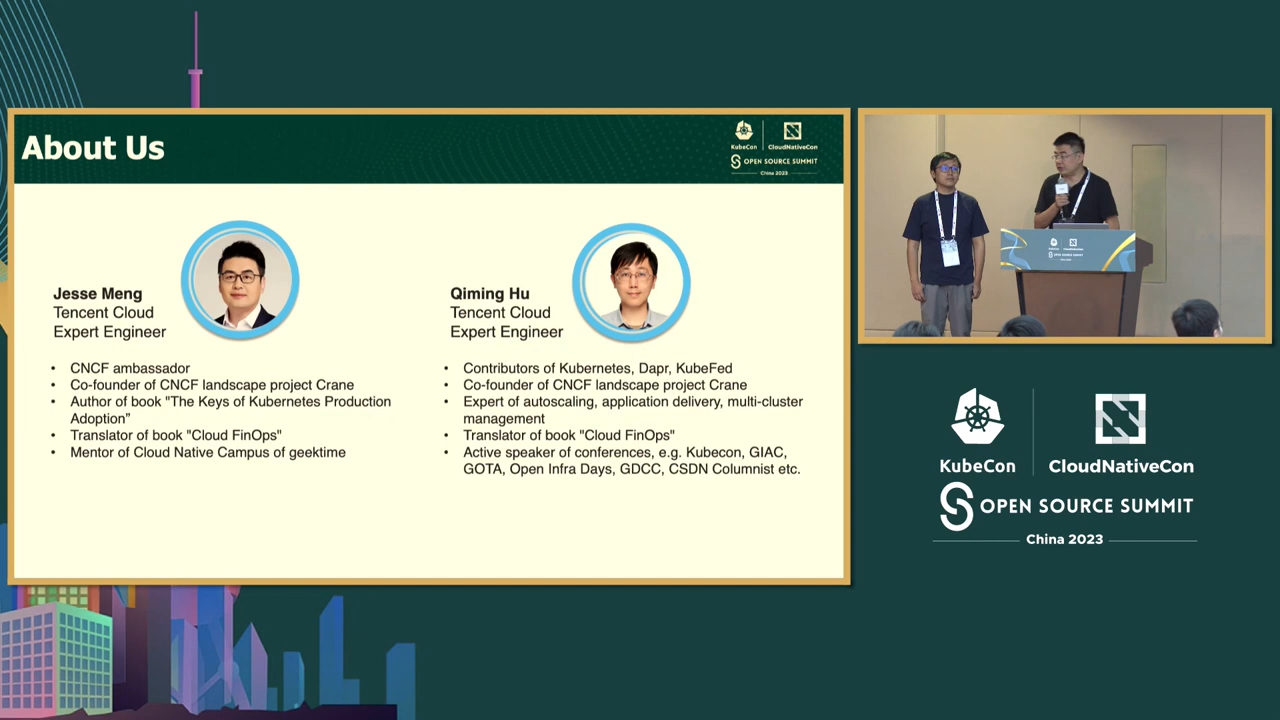 About Us
KubeCon
CloudNativeCon
OPEN SOURCE SUMMIT
China 2023
Jesse Meng
Tencent Cloud
Expert Engineer
• CNCF ambassador
• Co-founder of CNCF landscape project Crane
• Author of book "The Keys of Kubernetes Production
Adoption”
• Translator of book "Cloud FinOps"
• Mentor of Cloud Native Campus of geektime
Qiming Hu
Tencent Cloud
Expert Engineer
• Contributors of Kubernetes, Dapr, KubeFed
• Co-founder of CNCF landscape project Crane
• Expert of autoscaling, application delivery, multi-cluster
management
• Translator of book "Cloud FinOps"
• Active speaker of conferences, e.g. Kubecon, GIAC,
GOTA, Open Infra Days, GDCC, CSDN Columnist etc.
KubeCon
CloudNativeCon
OPEN SOURCE SUMMIT
China 2023